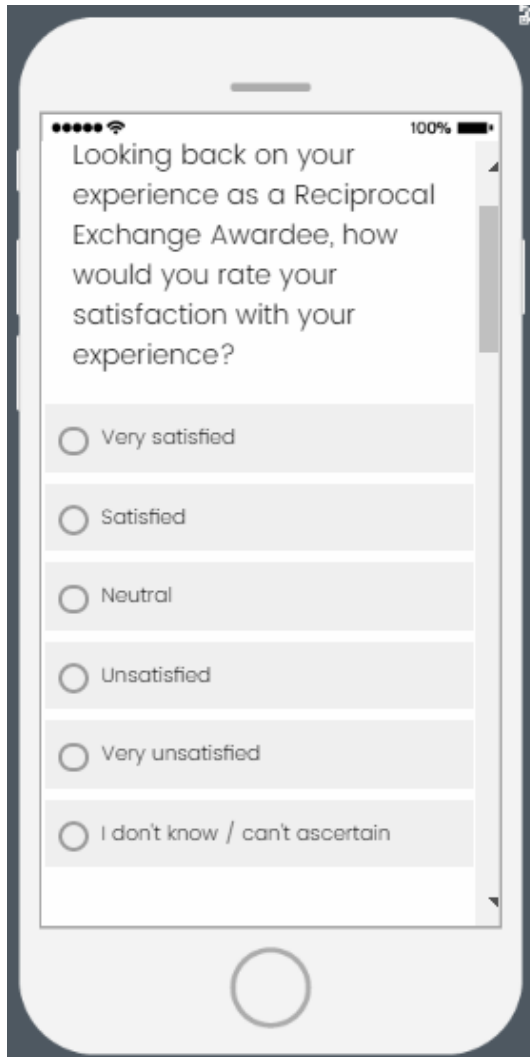 100%
Looking back on your
experience as a Reciprocal
Exchange Awardee, how
would you rate your
satisfaction with your
experience?
Very satisfied
Satisfied
Neutral
Unsatisfied
Very unsatisfied
I don't know / can't ascertain